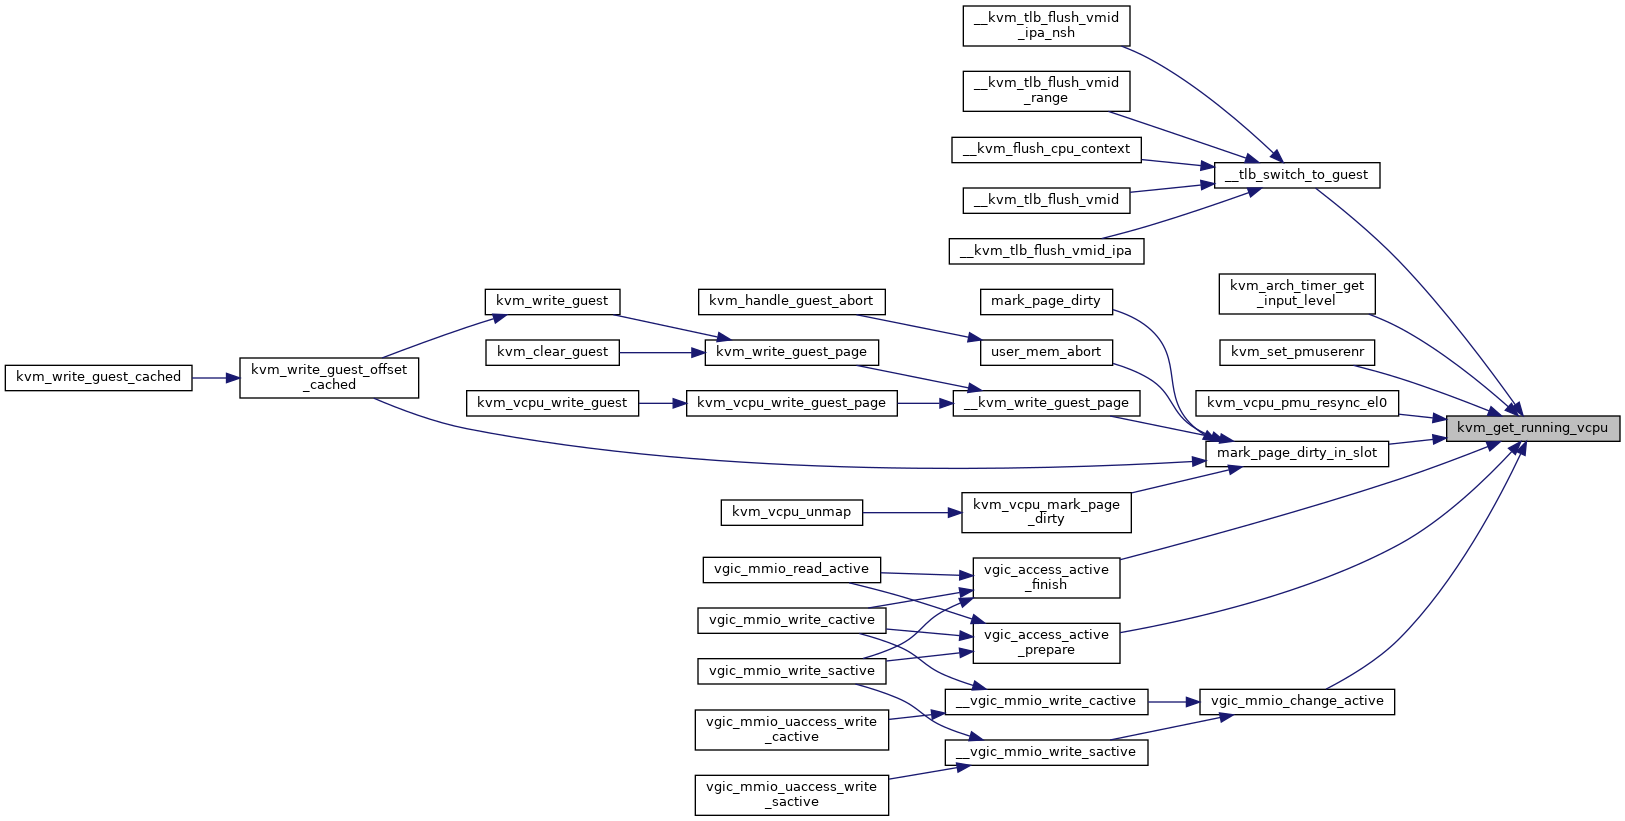 __kvm_tlb_flush_vmid
_ipa_nsh
__kvm_tlb_flush_vmid
_range
__kvm_flush_cpu_context
__tlb_switch_to_guest
__kvm_tlb_flush_vmid
__kvm_tlb_flush_vmid_ipa
kvm_arch_timer_get
_input_level
kvm_write_guest
kvm_handle_guest_abort
mark_page_dirty
kvm_clear_guest
kvm_write_guest_page
user_mem_abort
kvm_set_pmuserenr
kvm_write_guest_cached
kvm_write_guest_offset
_cached
kvm_vcpu_write_guest
kvm_vcpu_write_guest_page
__kvm_write_guest_page
kvm_vcpu_pmu_resync_el0
kvm_get_running_vcpu
mark_page_dirty_in_slot
kvm_vcpu_unmap
kvm_vcpu_mark_page
_dirty
vgic_mmio_read_active
vgic_access_active
_finish
vgic_mmio_write_cactive
vgic_access_active
_prepare
vgic_mmio_write_sactive
__vgic_mmio_write_cactive
vgic_mmio_change_active
vgic_mmio_uaccess_write
_cactive
__vgic_mmio_write_sactive
vgic_mmio_uaccess_write
_sactive